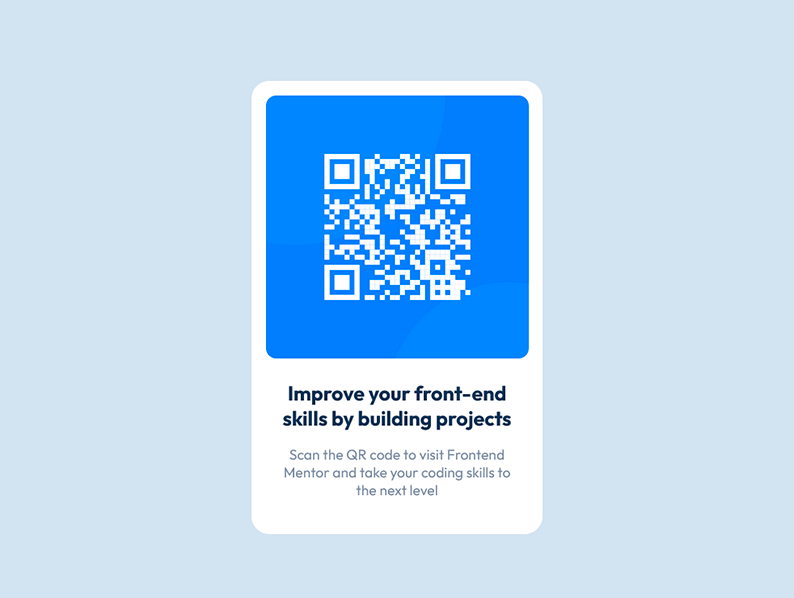 Improve your front-end
skills by building projects
Scan the QR code to visit Frontend
Mentor and take your coding skills to
the next level